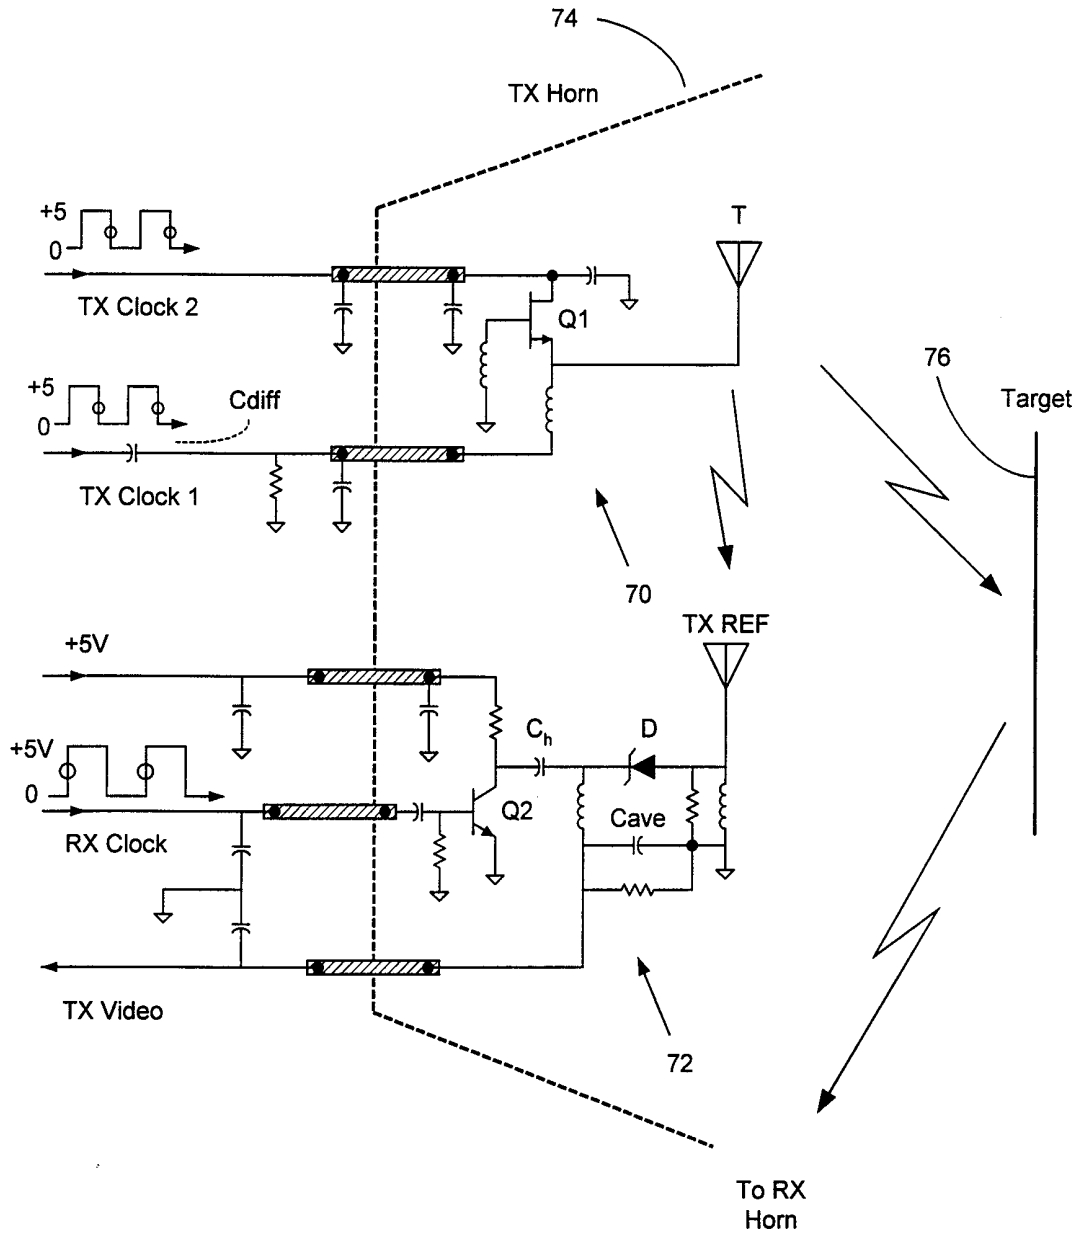 74
TX Horn
+5
0
T
TX Clock 2
Q1
+5
0
Cdiff
76
Target
TX Clock 1
70
TX REF
+5V
Ch
D
+5V
0
Q2
Cave
RX Clock
TX Video
72
To RX
Horn